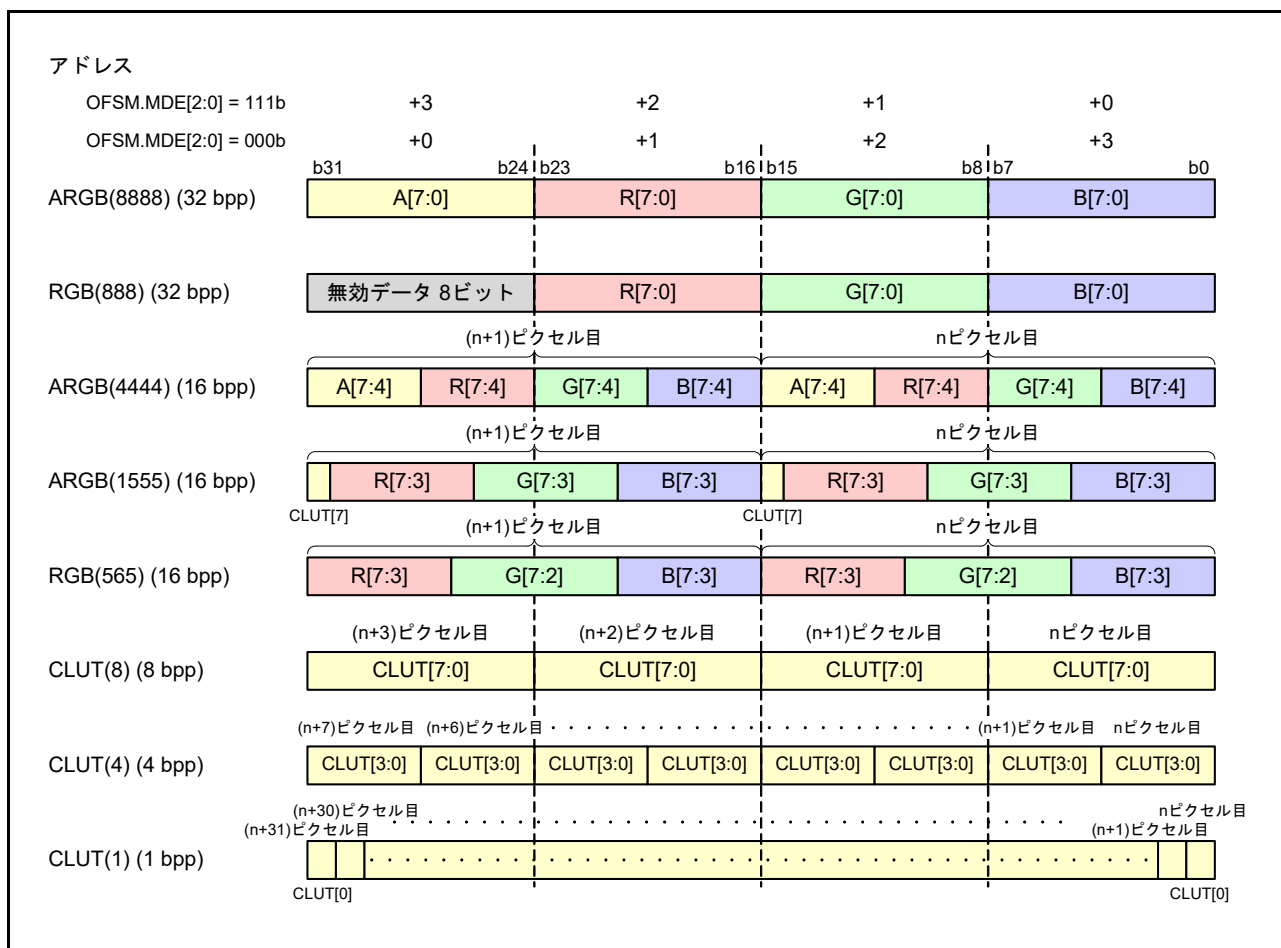 アドレス
OFSM.MDE[2:0] = 111b +3 +2 +1 +0
OFSM.MDE[2:0] = 000b +0 +1 +2 +3
b31 b24 b23 b16 b15 b8 b7 b0
ARGB(8888) (32 bpp) A[7:0] R[7:0] G[7:0] B[7:0]
RGB(888) (32 bpp) 無効データ 8ビット R[7:0] G[7:0] B[7:0]
(n+1)ピクセル目 nピクセル目
ARGB(4444) (16 bpp) A[7:4] R[7:4] G[7:4] B[7:4] A[7:4] R[7:4] G[7:4] B[7:4]
(n+1)ピクセル目 nピクセル目
ARGB(1555) (16 bpp) R[7:3] G[7:3] B[7:3] R[7:3] G[7:3] B[7:3]
CLUT[7] CLUT[7]
(n+1)ピクセル目 nピクセル目
RGB(565) (16 bpp) R[7:3] G[7:2] B[7:3] R[7:3] G[7:2] B[7:3]
(n+3)ピクセル目 (n+2)ピクセル目 (n+1)ピクセル目 nピクセル目
CLUT(8) (8 bpp) CLUT[7:0] CLUT[7:0] CLUT[7:0] CLUT[7:0]
(n+7)ピクセル目 (n+6)ピクセル目 (n+1)ピクセル目 nピクセル目
CLUT(4) (4 bpp) CLUT[3:0] CLUT[3:0] CLUT[3:0] CLUT[3:0] CLUT[3:0] CLUT[3:0] CLUT[3:0] CLUT[3:0]
(n+30)ピクセル目 nピクセル目
(n+31)ピクセル目 (n+1)ピクセル目
CLUT(1) (1 bpp)
CLUT[0] CLUT[0]